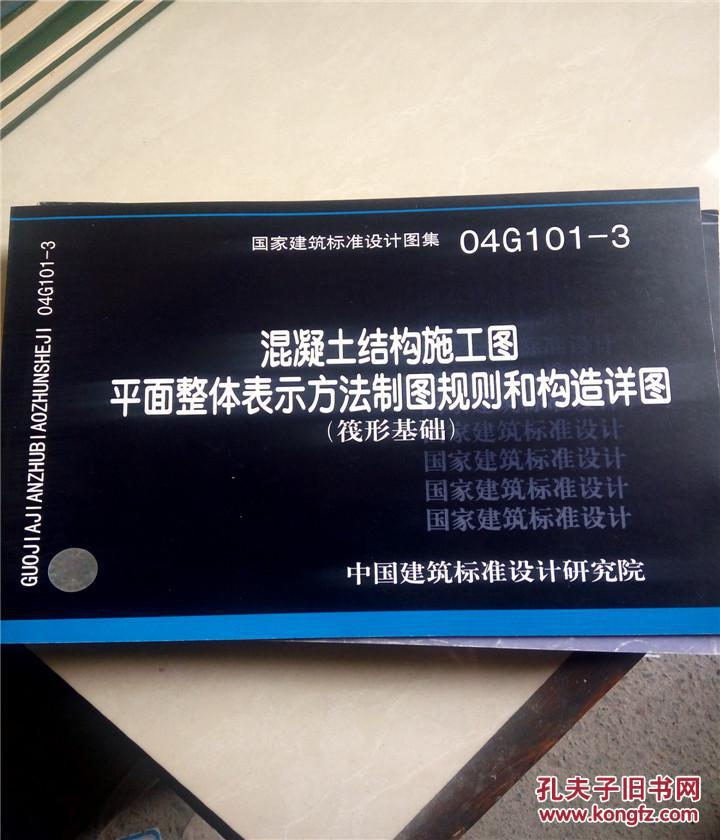 国家建筑标准设计图集 04G101-3
混凝土结构施工图
平面整体表示方法制图规则和构造详图
(筏形基础)
国家建筑标准设计
国家建筑标准设计
国家建筑标准设计
国家建筑标准设计
中国建筑标准设计研究院
GUOJIAJIANZHUBIAOZHUNSHEJI 04G101-3
孔夫子旧书网
www.kongfz.com